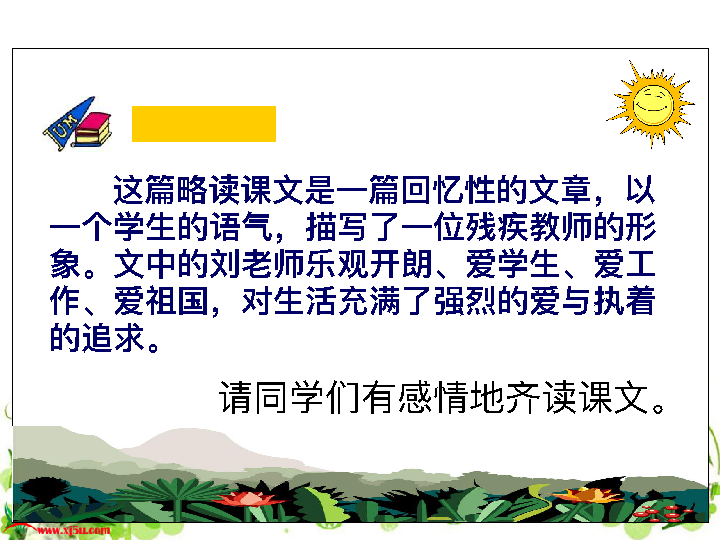 UM
这篇略读课文是一篇回忆性的文章，以
一个学生的语气，描写了一位残疾教师的形
象。文中的刘老师乐观开朗、爱学生、爱工
作、爱祖国，对生活充满了强烈的爱与执着
的追求。
请同学们有感情地齐读课文。
www.xj5u.com